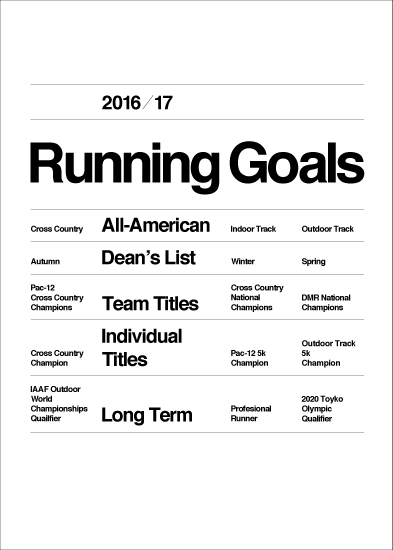 2016/17
Running Goals
Cross Country All-American Indoor Track Outdoor Track
Autumn Dean's List Winter Spring
Pac-12
Cross Country
Champions
Team Titles
Cross Country
National
Champions
DMR National
Champions
Cross Country
Champion
Individual
Titles
Pac-12 5k
Champion
Outdoor Track
5k
Champion
IAAF Outdoor
World
Championships
Quailfier
Long Term
Profesional
Runner
2020 Toyko
Olympic
Qualifier